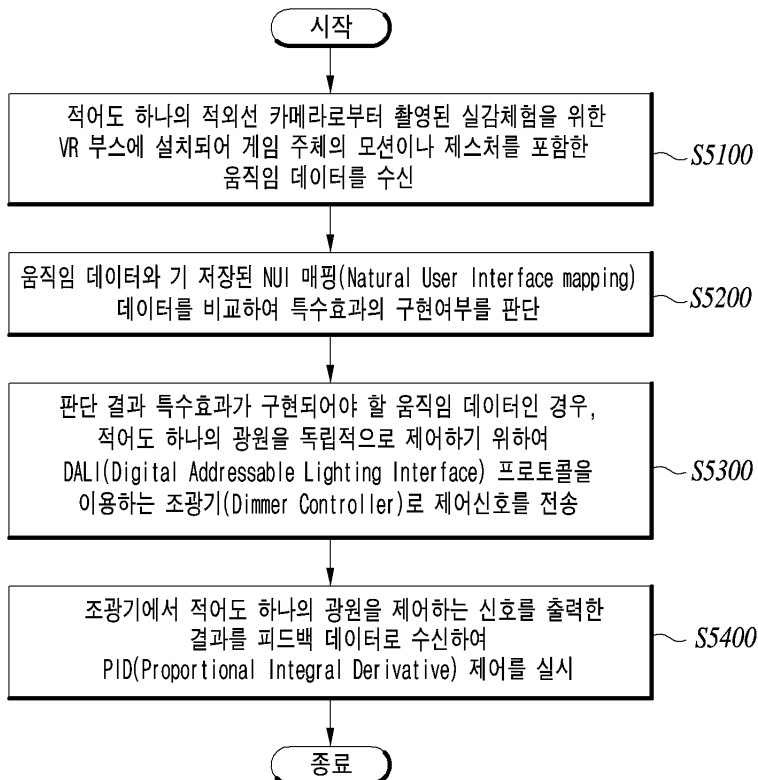 시작
적어도 하나의 적외선 카메라로부터 촬영된 실감체험을 위한
VR 부스에 설치되어 게임 주체의 모션이나 제스처를 포함한
움직임 데이터를 수신
S5100
움직임 데이터와 기 저장된 NUI 매핑(Natural User Interface mapping)
데이터를 비교하여 특수효과의 구현여부를 판단
S5200
판단 결과 특수효과가 구현되어야 할 움직임 데이터인 경우,
적어도 하나의 광원을 독립적으로 제어하기 위하여
DALI(Digital Addressable Lighting Interface) 프로토콜을
이용하는 조광기(Dimmer Controller)로 제어신호를 전송
S5300
조광기에서 적어도 하나의 광원을 제어하는 신호를 출력한
결과를 피드백 데이터로 수신하여
PID(Proportional Integral Derivative) 제어를 실시
S5400
종료